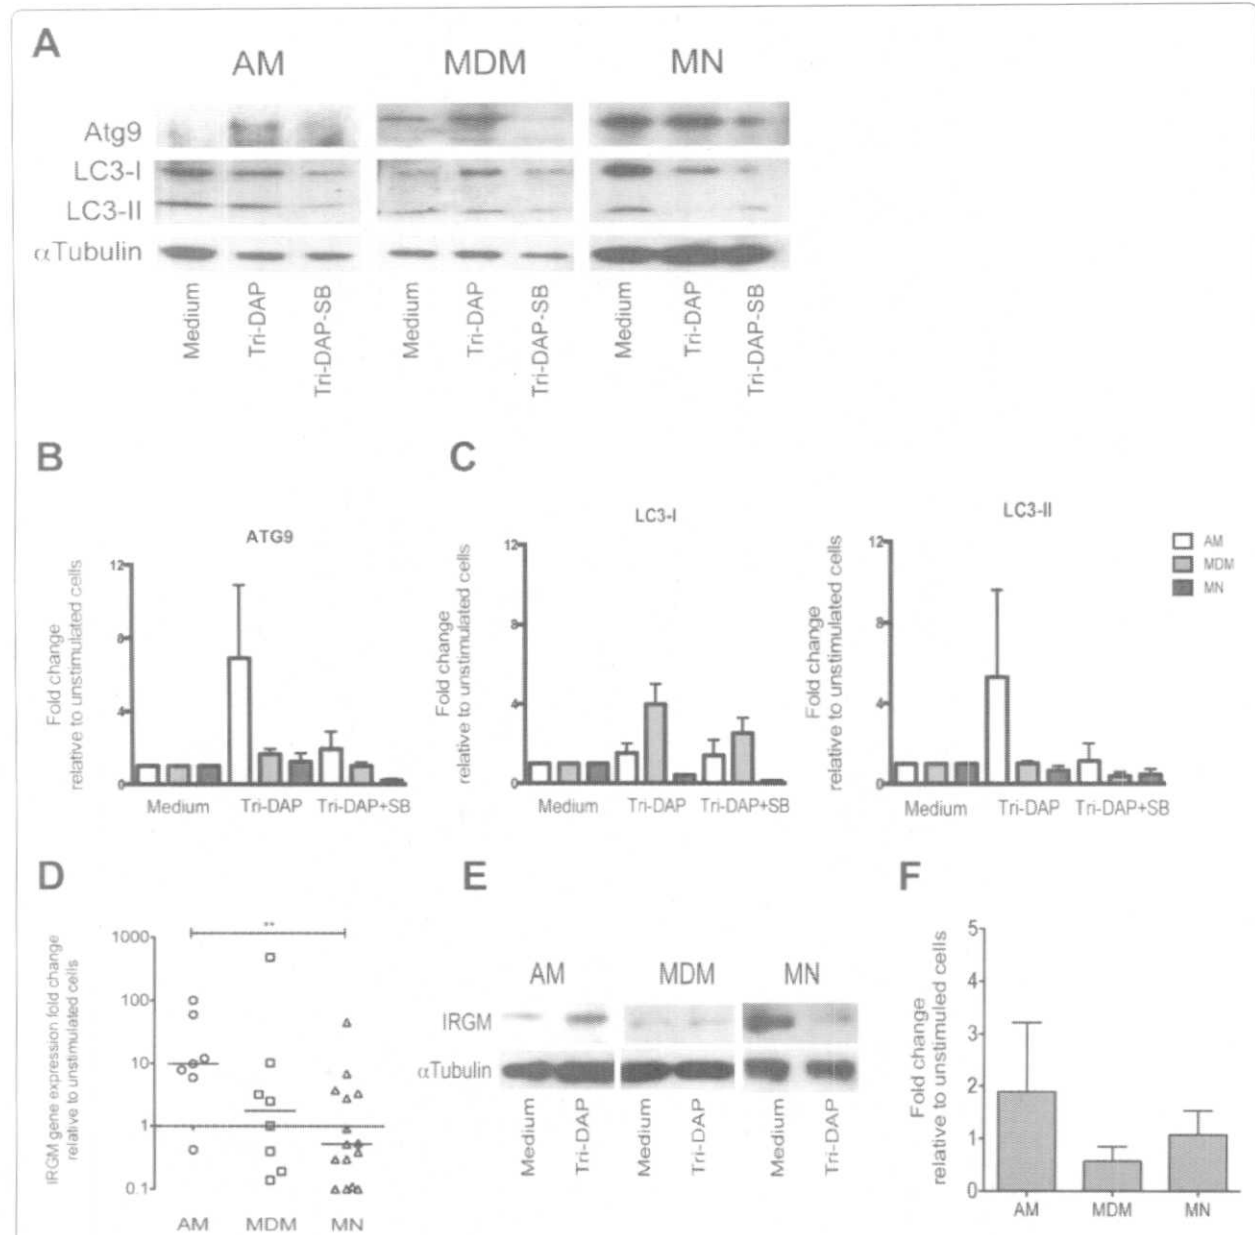 A
AM MDM MN
Atg9
LC3-I
LC3-II
αTubulin
Medium Tri-DAP Tri-DAP-SB Medium Tri-DAP Tri-DAP-SB Medium Tri-DAP Tri-DAP-SB
B
ATG9
Fold change
relative to unstimulated cells
12
8
4
0
Medium Tri-DAP Tri-DAP+SB
C
LC3-I
Fold change
relative to unstimulated cells
12
8
4
0
Medium Tri-DAP Tri-DAP+SB
LC3-II
Fold change
relative to unstimulated cells
12
8
4
0
Medium Tri-DAP Tri-DAP+SB
AM
MDM
MN
D
IRGM gene expression fold change
relative to unstimulated cells
**
1000
100
10
1
0.1
AM MDM MN
E
AM MDM MN
IRGM
αTubulin
Medium Tri-DAP Medium Tri-DAP Medium Tri-DAP
F
Fold change
relative to unstimuled cells
5
4
3
2
1
0
AM MDM MN